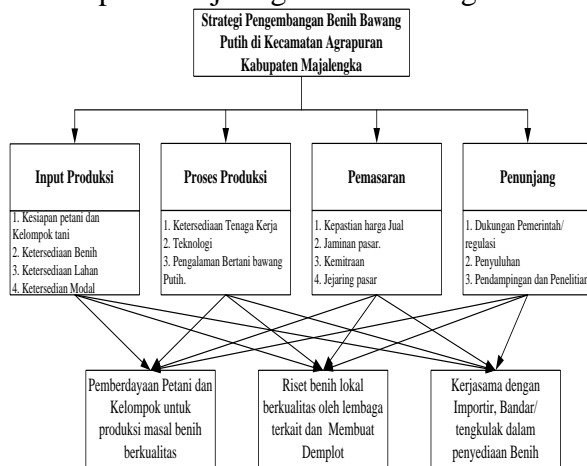 Strategi Pengembangan Benih Bawang
Putih di Kecamatan Agrapuran
Kabupaten Majalengka
Input Produksi
1. Kesiapan petani dan
Kelompok tani
2. Ketersediaan Benih
3. Ketersediaan Lahan
4. Ketersedian Modal
Proses Produksi
1. Ketersediaan Tenaga Kerja
2. Teknologi
3. Pengalaman Bertani bawang
Putih.
Pemasaran
1. Kepastian harga Jual
2. Jaminan pasar.
3. Kemitraan
4. Jejaring pasar
Penunjang
1. Dukungan Pemerintah/
regulasi
2. Penyuluhan
3. Pendampingan dan Penelitian
Pemberdayaan Petani dan
Kelompok untuk
produksi masal benih
berkualitas
Riset benih lokal
berkualitas oleh lembaga
terkait dan Membuat
Demplot
Kerjasama dengan
Importir, Bandar/
tengkulak dalam
penyediaan Benih